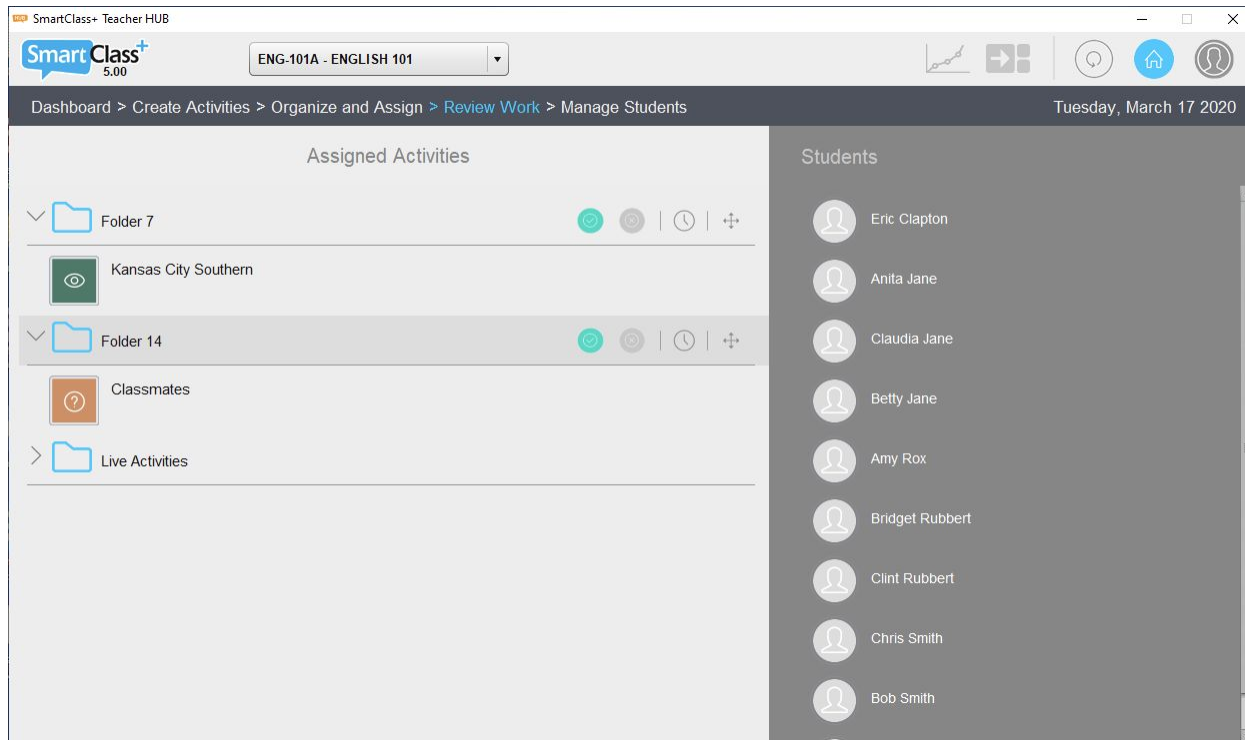 HUB SmartClass+ Teacher HUB
Smart Class+
5.00
ENG-101A - ENGLISH 101
Dashboard > Create Activities > Organize and Assign > Review Work > Manage Students
Tuesday, March 17 2020
Assigned Activities
Folder 7
Kansas City Southern
Folder 14
? Classmates
Live Activities
Students
Eric Clapton
Anita Jane
Claudia Jane
Betty Jane
Amy Rox
Bridget Rubbert
Clint Rubbert
Chris Smith
Bob Smith